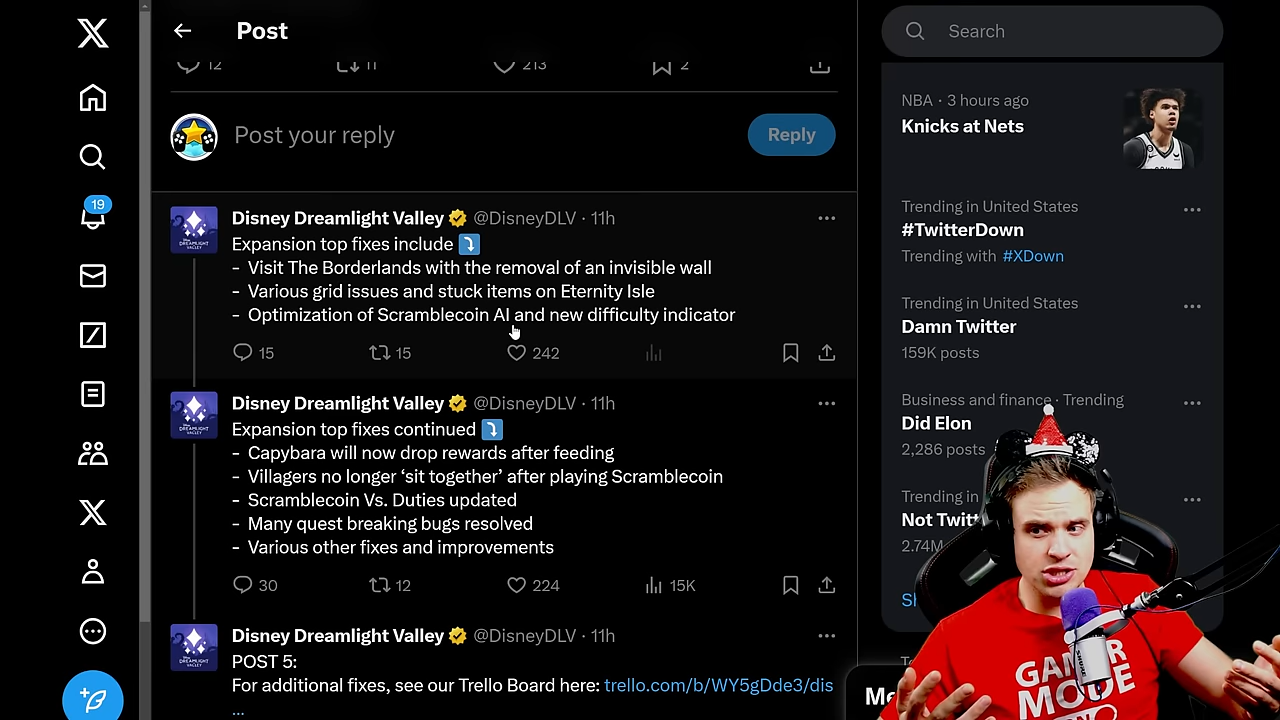 Post
Search
12
11
213
2
Post your reply
Reply
NBA · 3 hours ago
Knicks at Nets
19
Disney Dreamlight Valley @DisneyDLV · 11h
Expansion top fixes include
- Visit The Borderlands with the removal of an invisible wall
- Various grid issues and stuck items on Eternity Isle
- Optimization of Scramblecoin AI and new difficulty indicator
15
15
242
Trending in United States
#TwitterDown
Trending with #XDown
Trending in United States
Damn Twitter
159K posts
Disney Dreamlight Valley @DisneyDLV · 11h
Expansion top fixes continued
- Capybara will now drop rewards after feeding
- Villagers no longer ‘sit together’ after playing Scramblecoin
- Scramblecoin Vs. Duties updated
- Many quest breaking bugs resolved
- Various other fixes and improvements
30
12
224
15K
Business and finance · Trending
Did Elon
2,286 posts
Trending in
Not Twitt
2.74M
Disney Dreamlight Valley @DisneyDLV · 11h
POST 5:
For additional fixes, see our Trello Board here: trello.com/b/WY5gDde3/dis
...
GAMER
MODE
DREAMLIGHT
VALLEY